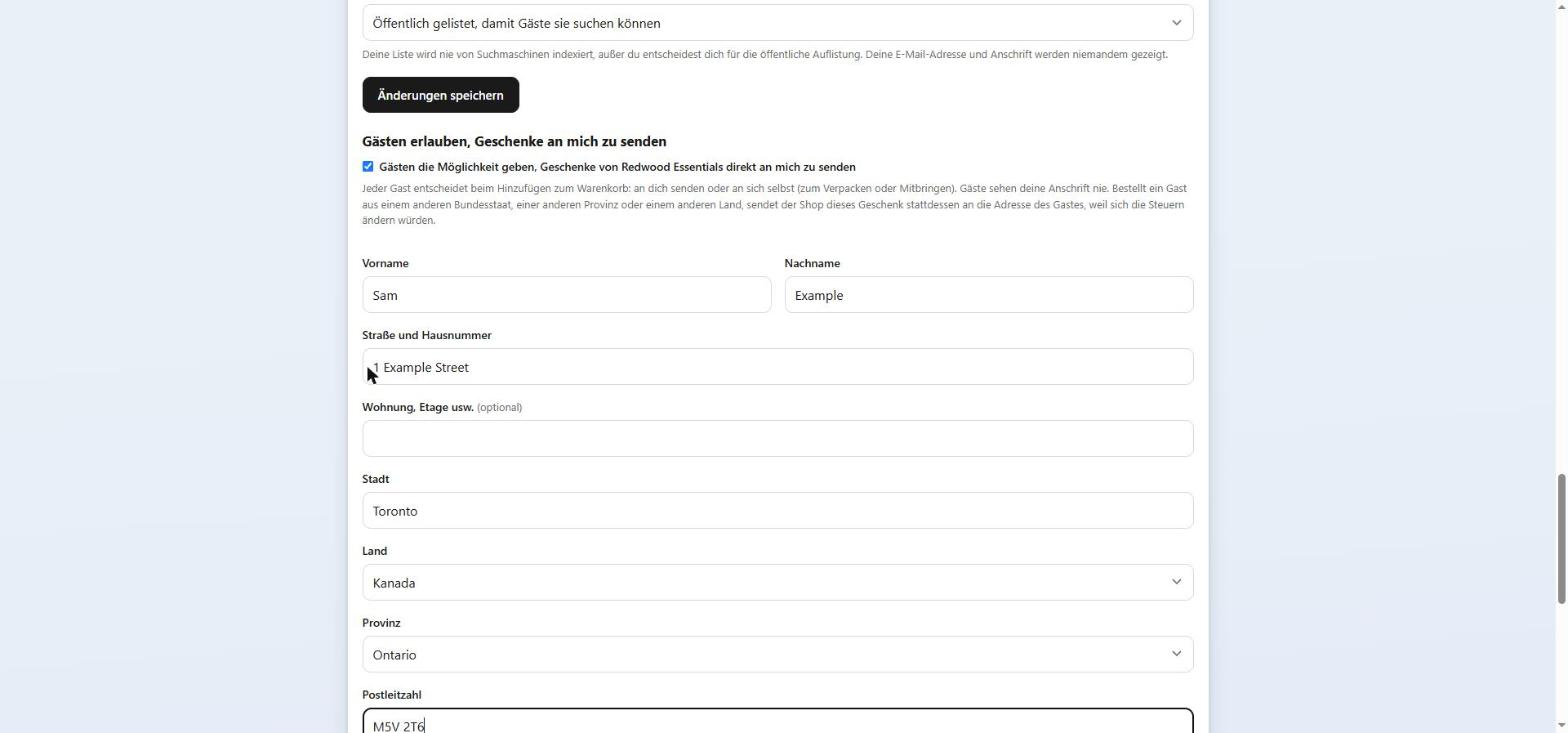 Öffentlich gelistet, damit Gäste sie suchen können
Deine Liste wird nie von Suchmaschinen indexiert, außer du entscheidest dich für die öffentliche Auflistung. Deine E-Mail-Adresse und Anschrift werden niemandem gezeigt.
Änderungen speichern
Gästen erlauben, Geschenke an mich zu senden
Gästen die Möglichkeit geben, Geschenke von Redwood Essentials direkt an mich zu senden
Jeder Gast entscheidet beim Hinzufügen zum Warenkorb: an dich senden oder an sich selbst (zum Verpacken oder Mitbringen). Gäste sehen deine Anschrift nie. Bestellt ein Gast
aus einem anderen Bundesstaat, einer anderen Provinz oder einem anderen Land, sendet der Shop dieses Geschenk stattdessen an die Adresse des Gastes, weil sich die Steuern
ändern würden.
Vorname
Nachname
Sam
Example
Straße und Hausnummer
1 Example Street
Wohnung, Etage usw. (optional)
Stadt
Toronto
Land
Kanada
Provinz
Ontario
Postleitzahl
M5V 2T6